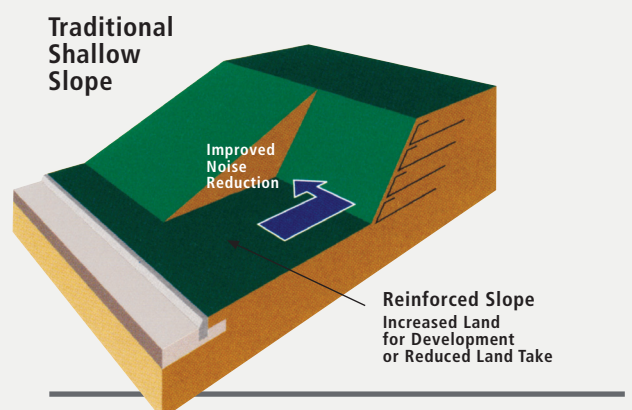 Traditional
Shallow
Slope
Improved
Noise
Reduction
Reinforced Slope
Increased Land
for Development
or Reduced Land Take